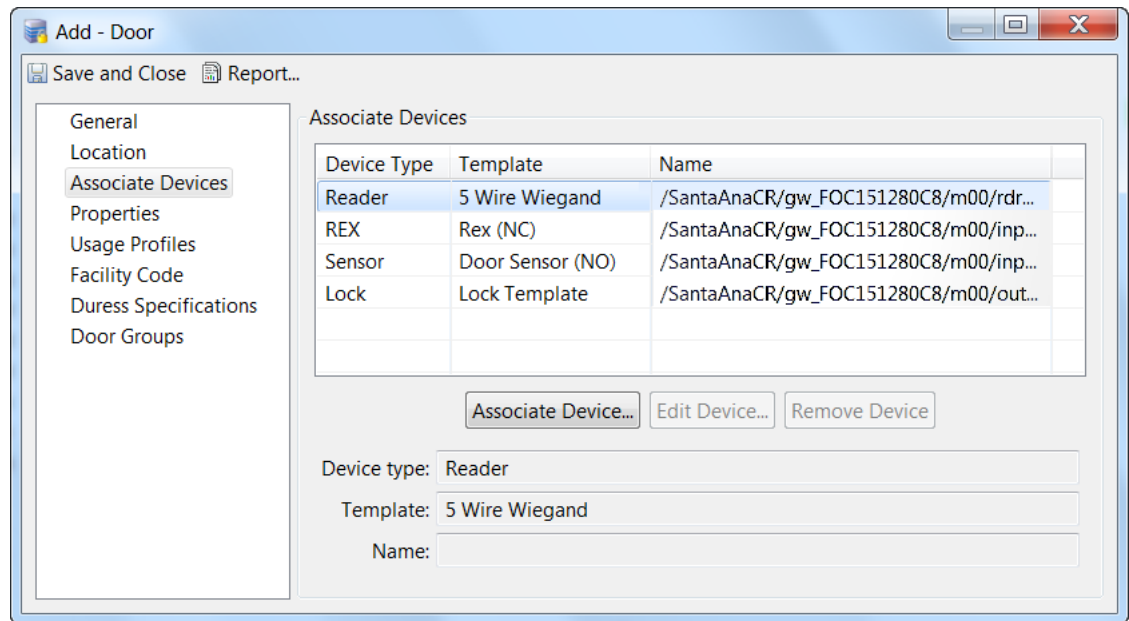 Add - Door
Save and Close Report...
General
Location
Associate Devices
Properties
Usage Profiles
Facility Code
Duress Specifications
Door Groups
Associate Devices
Device Type Template Name
Reader 5 Wire Wiegand /SantaAnaCR/gw_FOC151280C8/m00/rdr...
REX Rex (NC) /SantaAnaCR/gw_FOC151280C8/m00/inp...
Sensor Door Sensor (NO) /SantaAnaCR/gw_FOC151280C8/m00/inp...
Lock Lock Template /SantaAnaCR/gw_FOC151280C8/m00/out...
Associate Device... Edit Device... Remove Device
Device type: Reader
Template: 5 Wire Wiegand
Name: